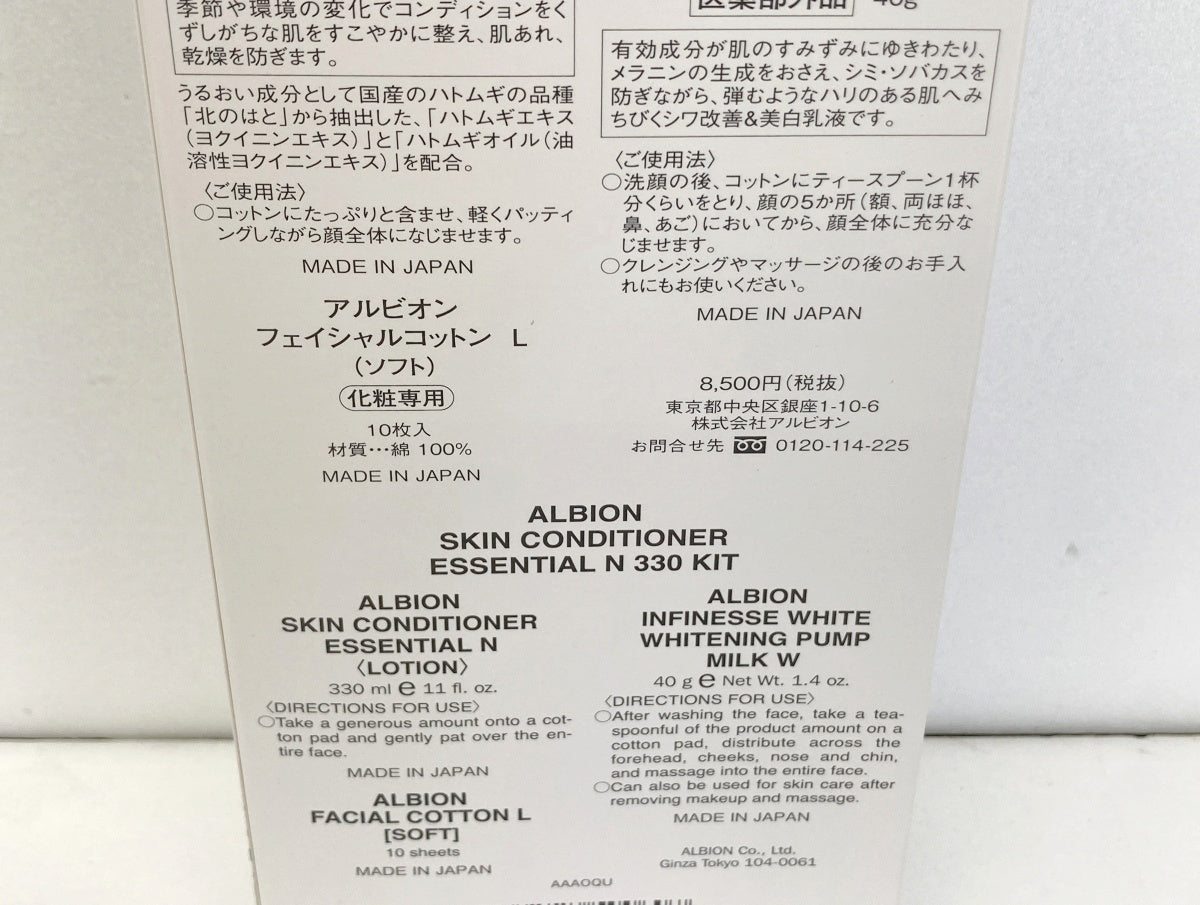 季節や環境の変化でコンディションをく
ずしがちな肌をすこやかに整え、肌あれ、
乾燥を防ぎます。
うるおい成分として国産のハトムギの品種
「北のはと」から抽出した、「ハトムギエキス
(ヨクイニンエキス)」と「ハトムギオイル(油
溶性ヨクイニンエキス)」を配合。
〈ご使用法〉
○コットンにたっぷりと含ませ、軽くパッティ
ングしながら顔全体になじませます。
MADE IN JAPAN
アルビオン
フェイシャルコットン L
(ソフト)
化粧専用
10枚入
材質…綿 100%
MADE IN JAPAN
医薬部外品 40g
有効成分が肌のすみずみにゆきわたり、
メラニンの生成をおさえ、シミ・ソバカスを
防ぎながら、弾むようなハリのある肌へみ
ちびくシワ改善&美白乳液です。
〈ご使用法〉
○洗顔の後、コットンにティースプーン1杯
分くらいをとり、顔の5か所(額、両ほほ、
鼻、あご)においてから、顔全体に充分な
じませます。
○クレンジングやマッサージの後のお手入
れにもお使いください。
MADE IN JAPAN
8,500円(税抜)
東京都中央区銀座1-10-6
株式会社アルビオン
お問合せ先 0120-114-225
ALBION
SKIN CONDITIONER
ESSENTIAL N 330 KIT
ALBION
SKIN CONDITIONER
ESSENTIAL N
〈LOTION〉
330 ml e 11 fl. oz.
〈DIRECTIONS FOR USE〉
○Take a generous amount onto a cot-
ton pad and gently pat over the en-
tire face.
MADE IN JAPAN
ALBION
FACIAL COTTON L
[SOFT]
10 sheets
MADE IN JAPAN
ALBION
INFINESSE WHITE
WHITENING PUMP
MILK W
40 g e Net Wt. 1.4 oz.
〈DIRECTIONS FOR USE〉
○After washing the face, take a tea-
spoonful of the product amount on a
cotton pad, distribute across the
forehead, cheeks, nose and chin,
and massage into the entire face.
○Can also be used for skin care after
removing makeup and massage.
MADE IN JAPAN
ALBION Co., Ltd.
Ginza Tokyo 104-0061
AAAOQU